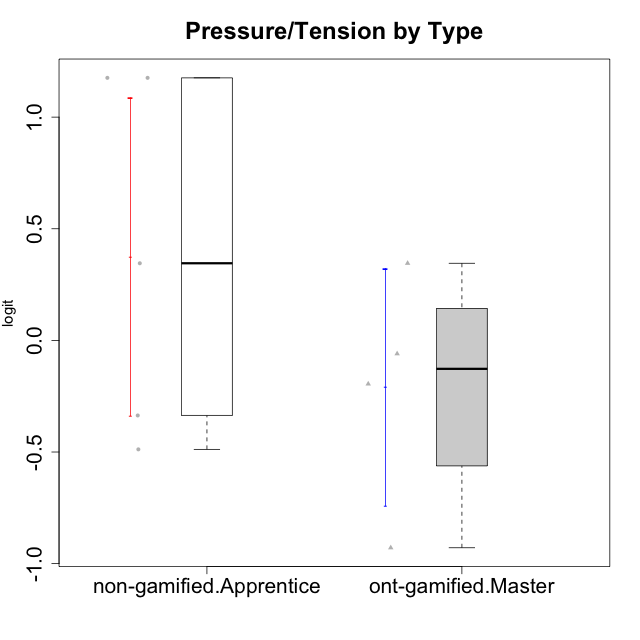 Pressure/Tension by Type
logit
1.0
0.5
0.0
-0.5
-1.0
non-gamified.Apprentice ont-gamified.Master